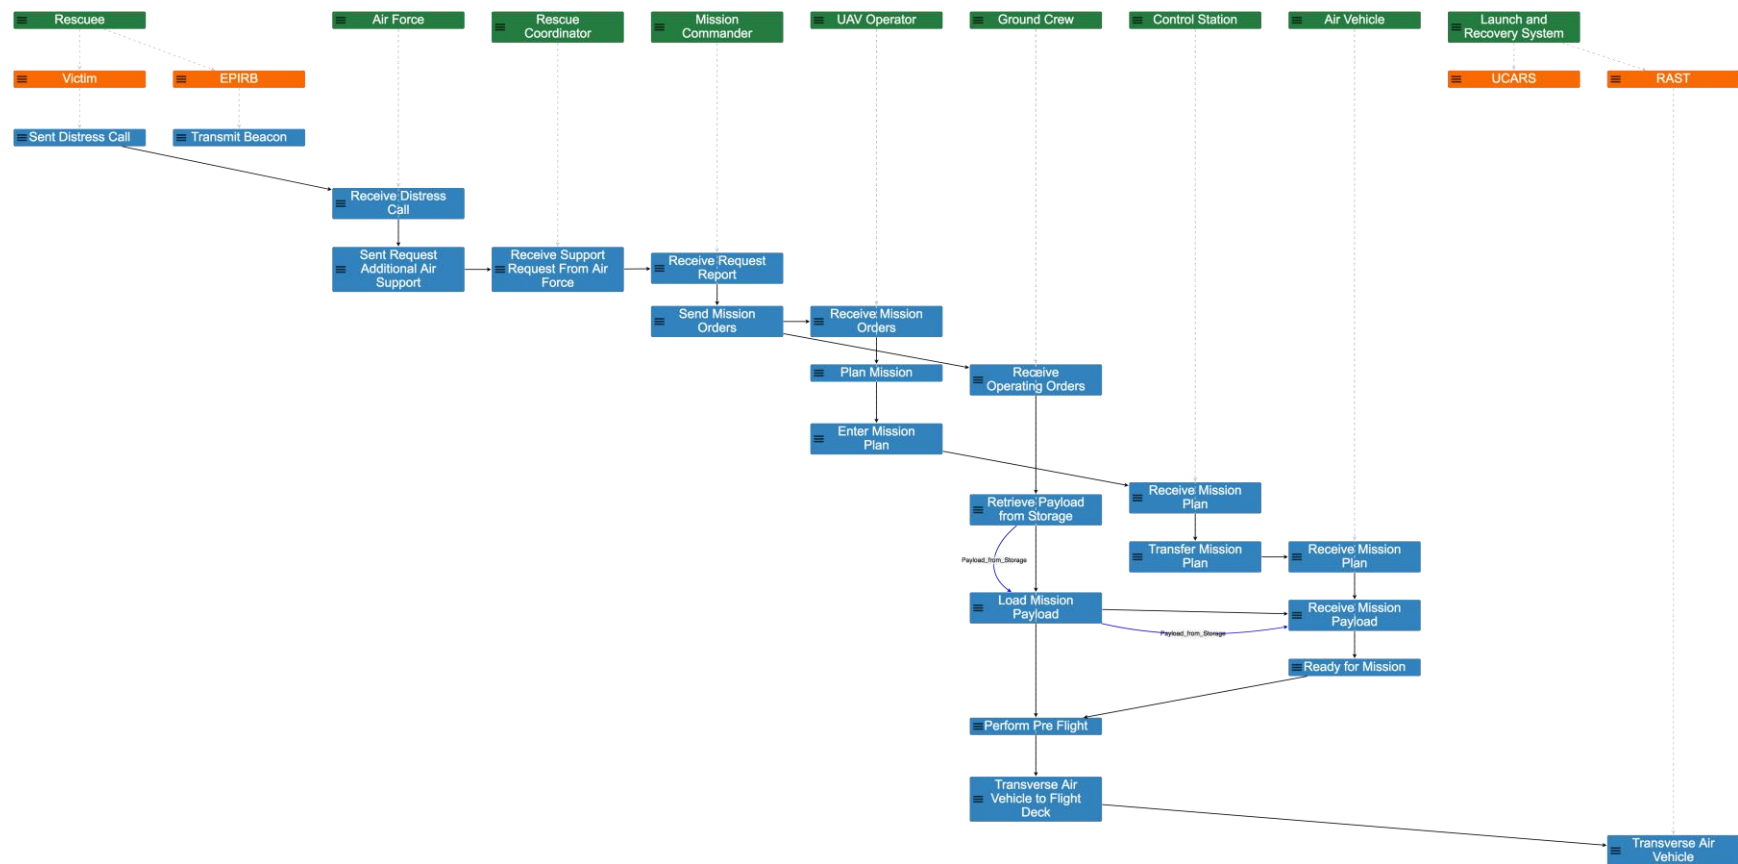 Rescuee
Air Force
Rescue
Coordinator
Mission
Commander
UAV Operator
Ground Crew
Control Station
Air Vehicle
Launch and
Recovery System
Victim
EPIRB
UCARS
RAST
Sent Distress Call
Transmit Beacon
Receive Distress
Call
Sent Request
Additional Air
Support
Receive Support
Request From Air
Force
Receive Request
Report
Send Mission
Orders
Receive Mission
Orders
Plan Mission
Receive
Operating Orders
Enter Mission
Plan
Receive Mission
Plan
Retrieve Payload
from Storage
Transfer Mission
Plan
Receive Mission
Plan
Payload_from_Storage
Load Mission
Payload
Receive Mission
Payload
Payload_from_Storage
Ready for Mission
Perform Pre Flight
Transverse Air
Vehicle to Flight
Deck
Transverse Air
Vehicle